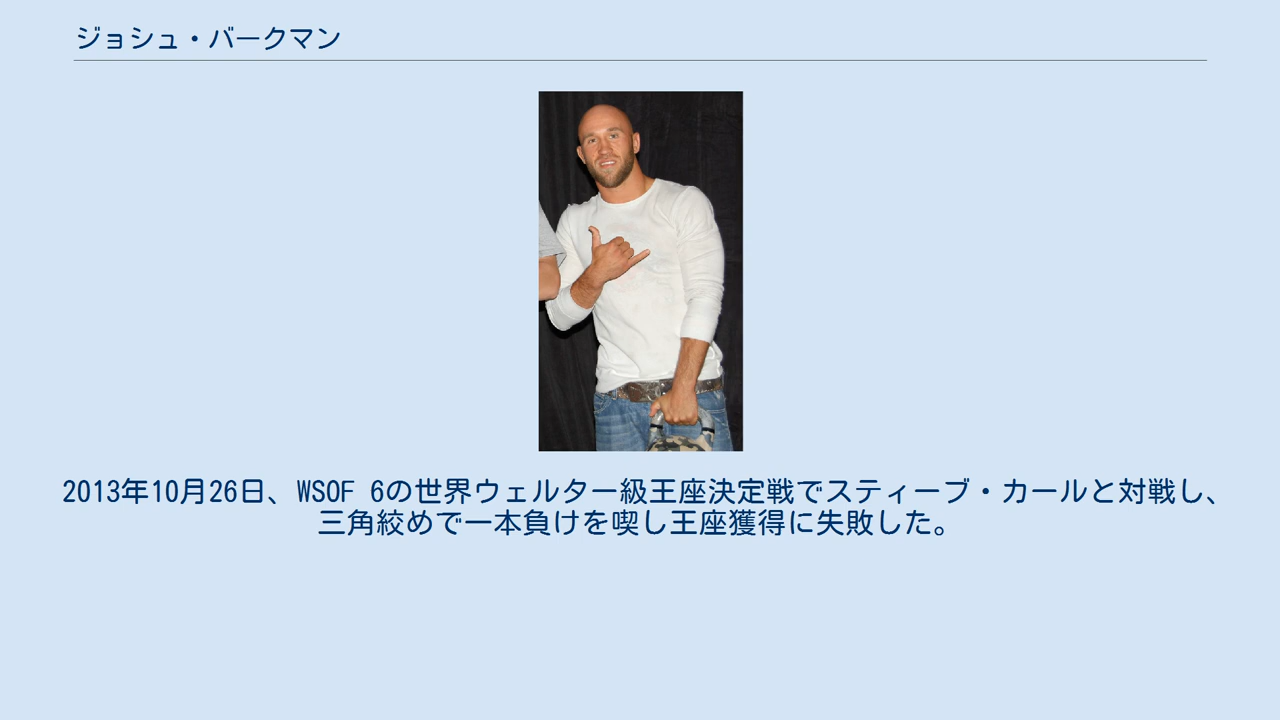 ジョシュ・バークマン
2013年10月26日、WSOF 6の世界ウェルター級王座決定戦でスティーブ・カールと対戦し、
三角絞めで一本負けを喫し王座獲得に失敗した。